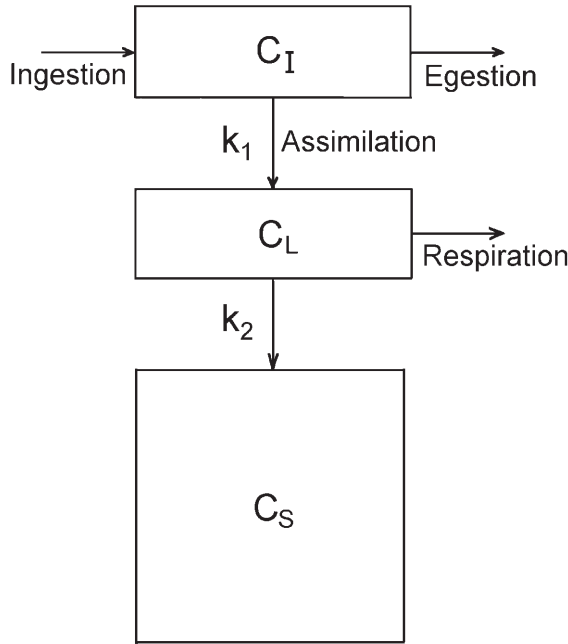 C_I
Ingestion
Egestion
k_1
Assimilation
C_L
Respiration
k_2
C_S